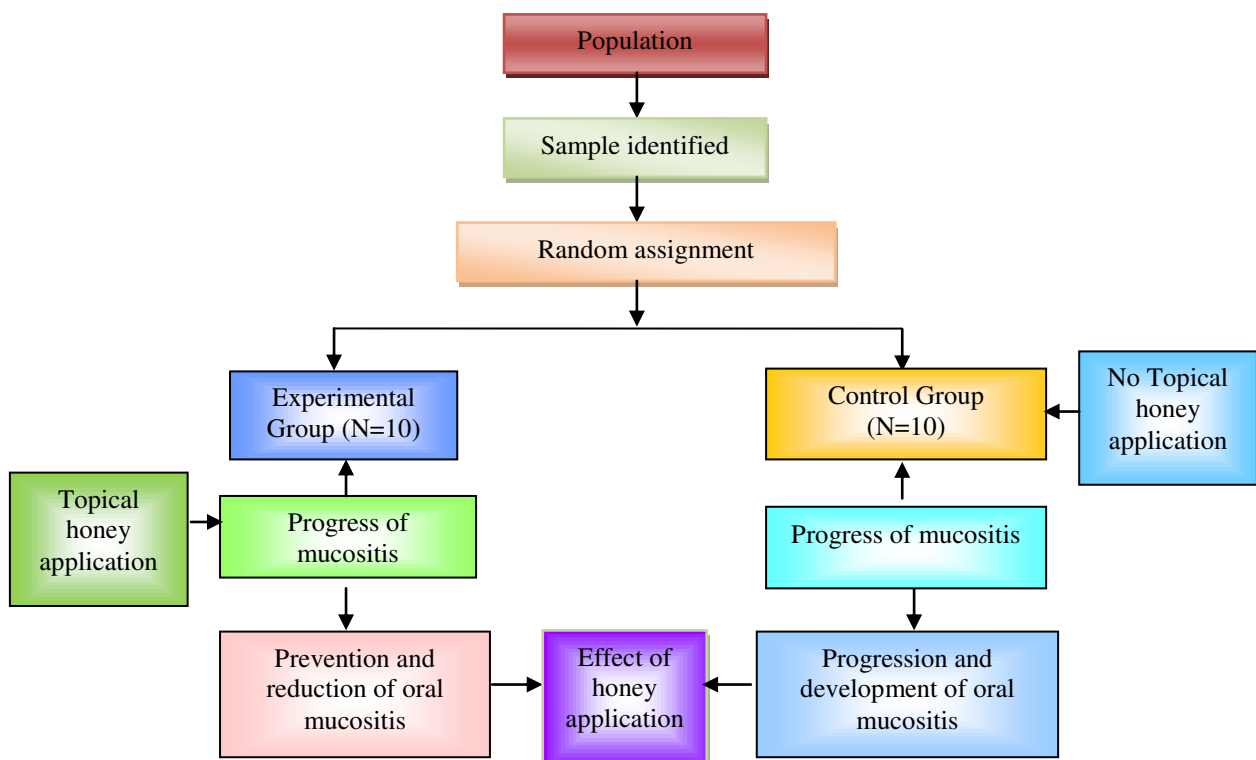 Population
Sample identified
Random assignment
Experimental
Group (N=10)
Control Group
(N=10)
No Topical
honey
application
Topical
honey
application
Progress of
mucositis
Progress of mucositis
Prevention and
reduction of oral
mucositis
Effect of
honey
application
Progression and
development of oral
mucositis